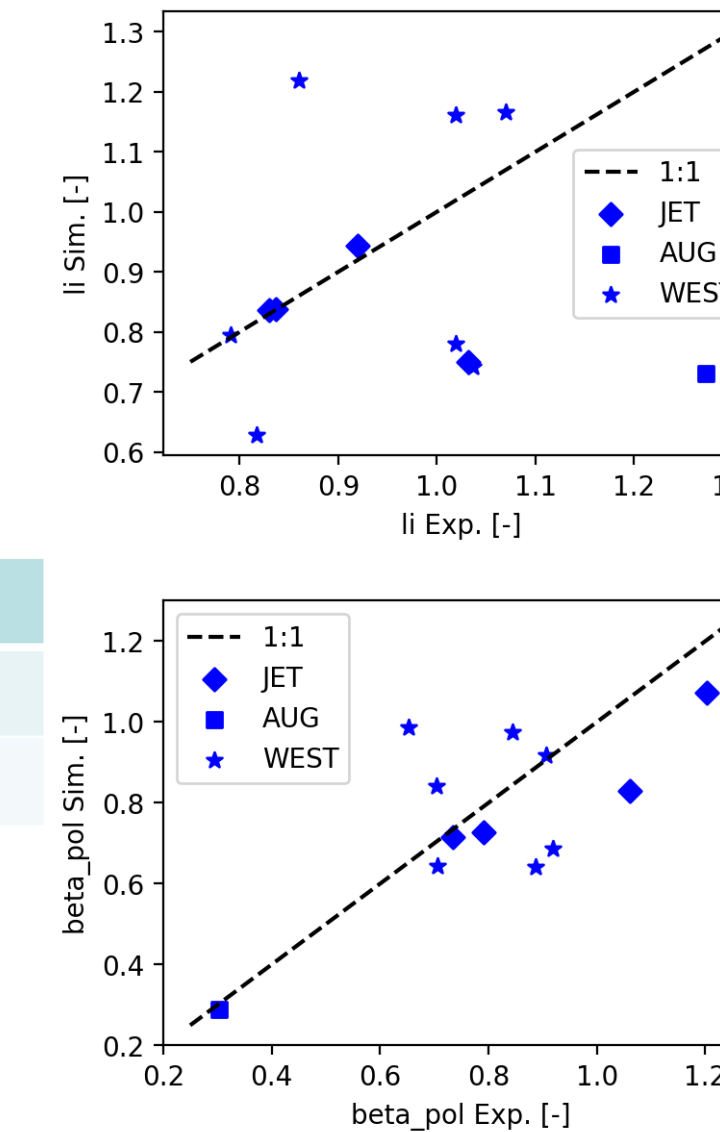 1.3
1.2
1.1
1.0
0.9
0.8
0.7
0.6
li Sim. [-]
1:1
JET
AUG
WES
0.8 0.9 1.0 1.1 1.2
li Exp. [-]
1.2
1.0
0.8
0.6
0.4
0.2
beta_pol Sim. [-]
1:1
JET
AUG
WEST
0.2 0.4 0.6 0.8 1.0 1.2
beta_pol Exp. [-]